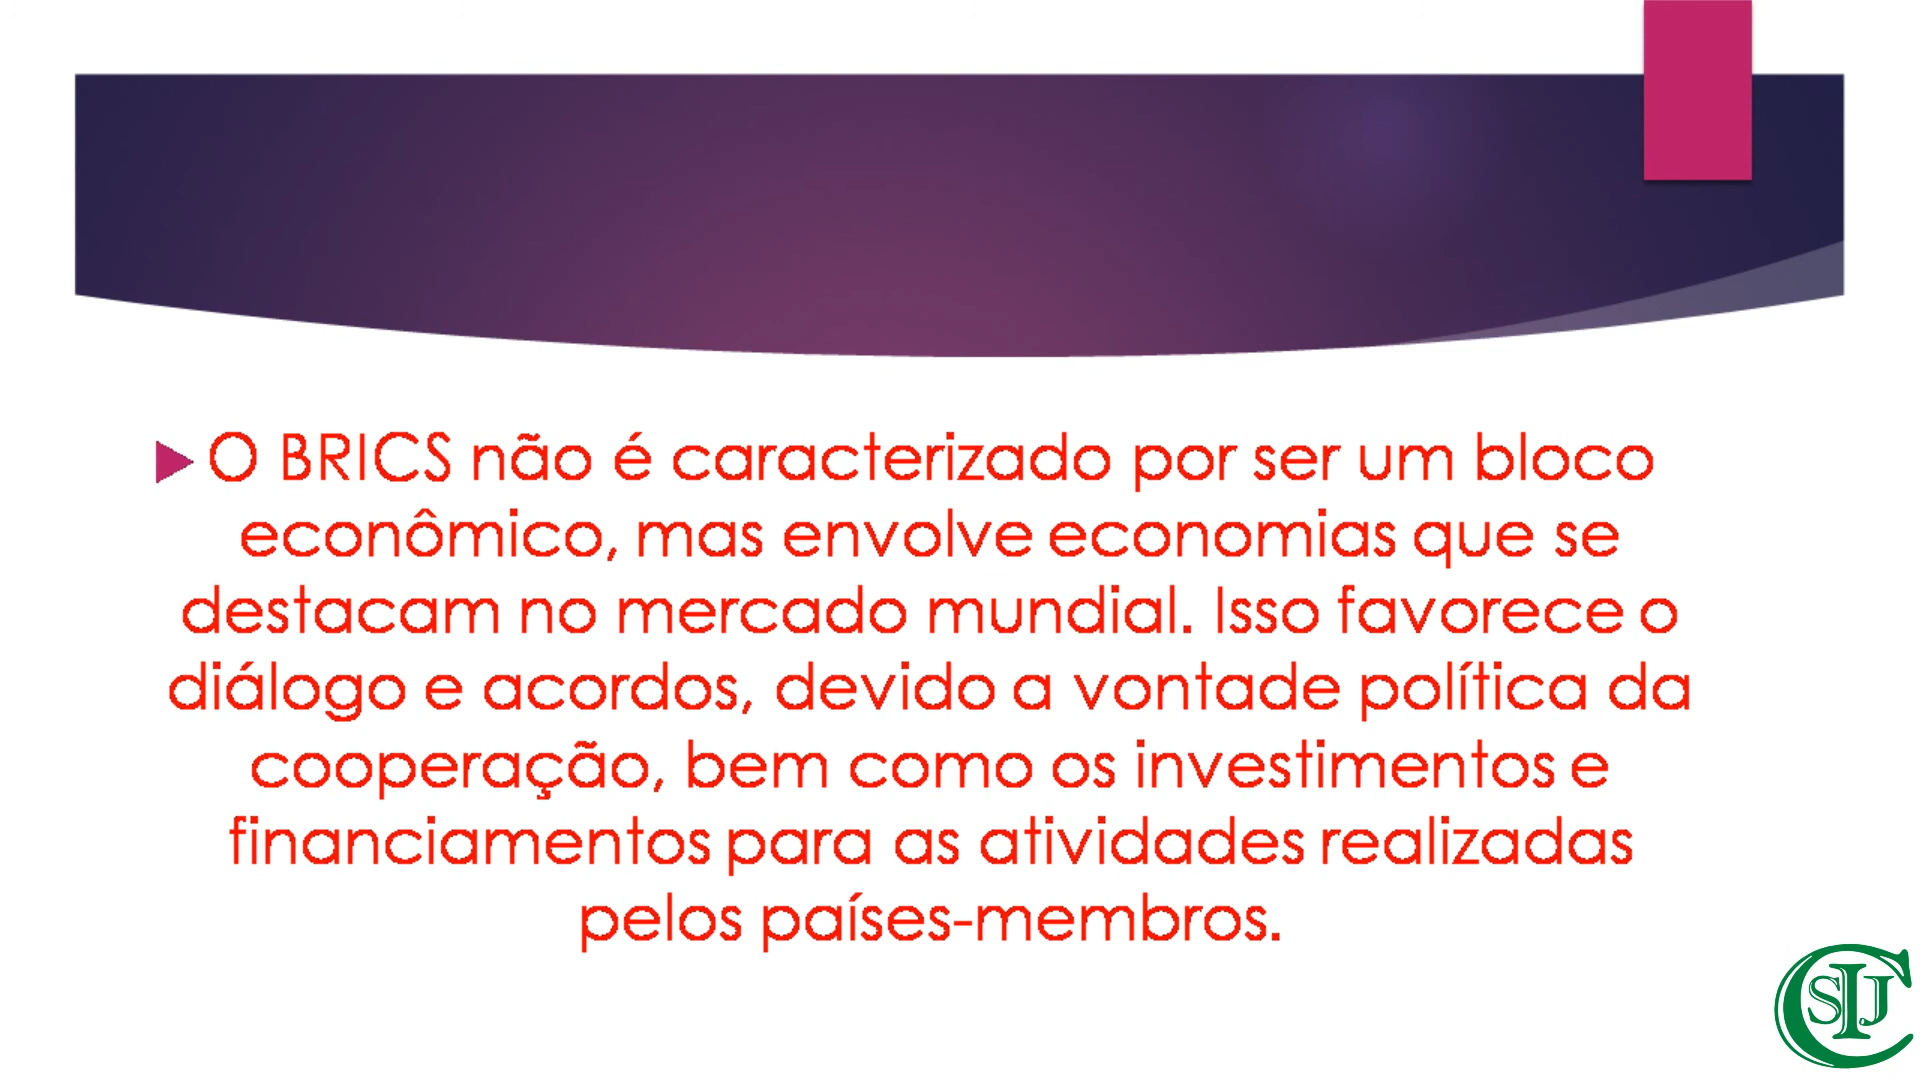 O BRICS não é caracterizado por ser um bloco
econômico, mas envolve economias que se
destacam no mercado mundial. Isso favorece o
diálogo e acordos, devido a vontade política da
cooperação, bem como os investimentos e
financiamentos para as atividades realizadas
pelos países-membros.
CSIJ